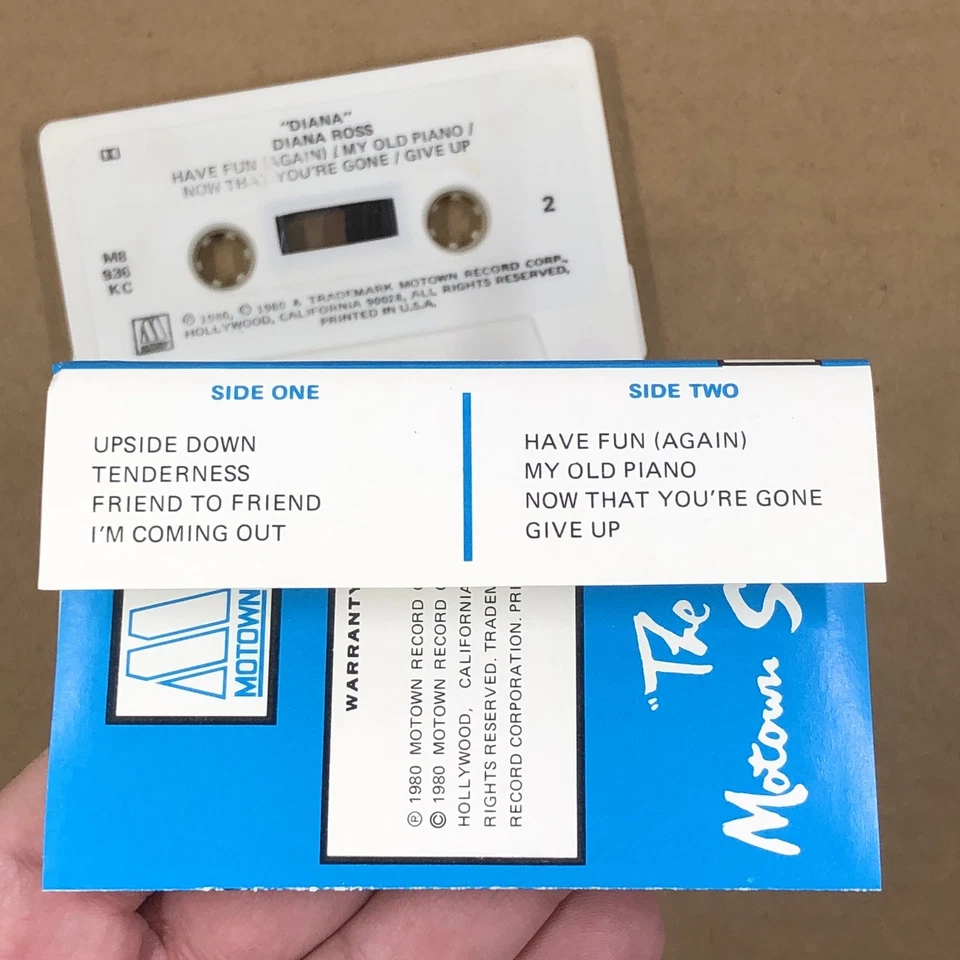 "DIANA"
DIANA ROSS
HAVE FUN (AGAIN) / MY OLD PIANO /
NOW THAT YOU'RE GONE / GIVE UP
2
M8
936
KC
Ⓟ 1980, © 1980 A TRADEMARK MOTOWN RECORD CORP.,
HOLLYWOOD, CALIFORNIA 90028, ALL RIGHTS RESERVED,
PRINTED IN U.S.A.
SIDE ONE
UPSIDE DOWN
TENDERNESS
FRIEND TO FRIEND
I'M COMING OUT
SIDE TWO
HAVE FUN (AGAIN)
MY OLD PIANO
NOW THAT YOU'RE GONE
GIVE UP
MOTOWN
WARRANTY
Ⓟ 1980 MOTOWN RECORD
© 1980 MOTOWN RECORD
HOLLYWOOD, CALIFORNIA
RIGHTS RESERVED. TRADEM
RECORD CORPORATION. PRI
"The
Motown S